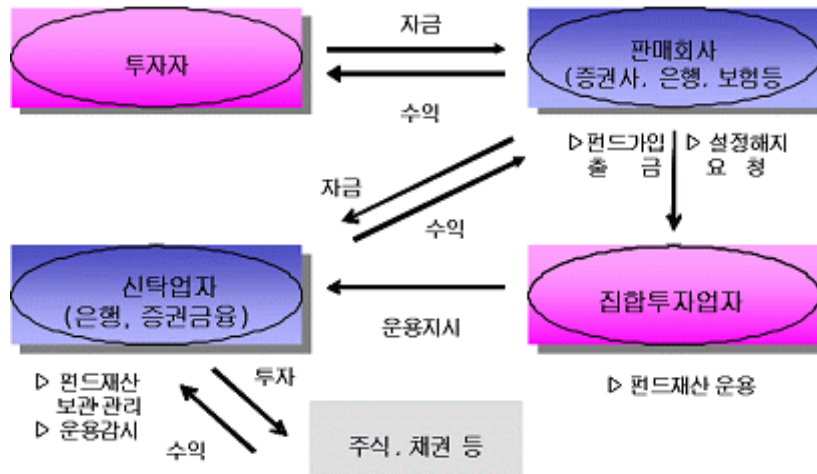 투자자
자금
수익
판매회사
(증권사, 은행, 보험등
▷펀드가입 ▷ 설정해지
출 금 요 청
자금
수익
신탁업자
(은행, 증권금융)
운용지시
집합투자업자
▷ 펀드재산
보관·관리
▷ 운용감시
투자
수익
▷ 펀드재산 운용
주식, 채권 등